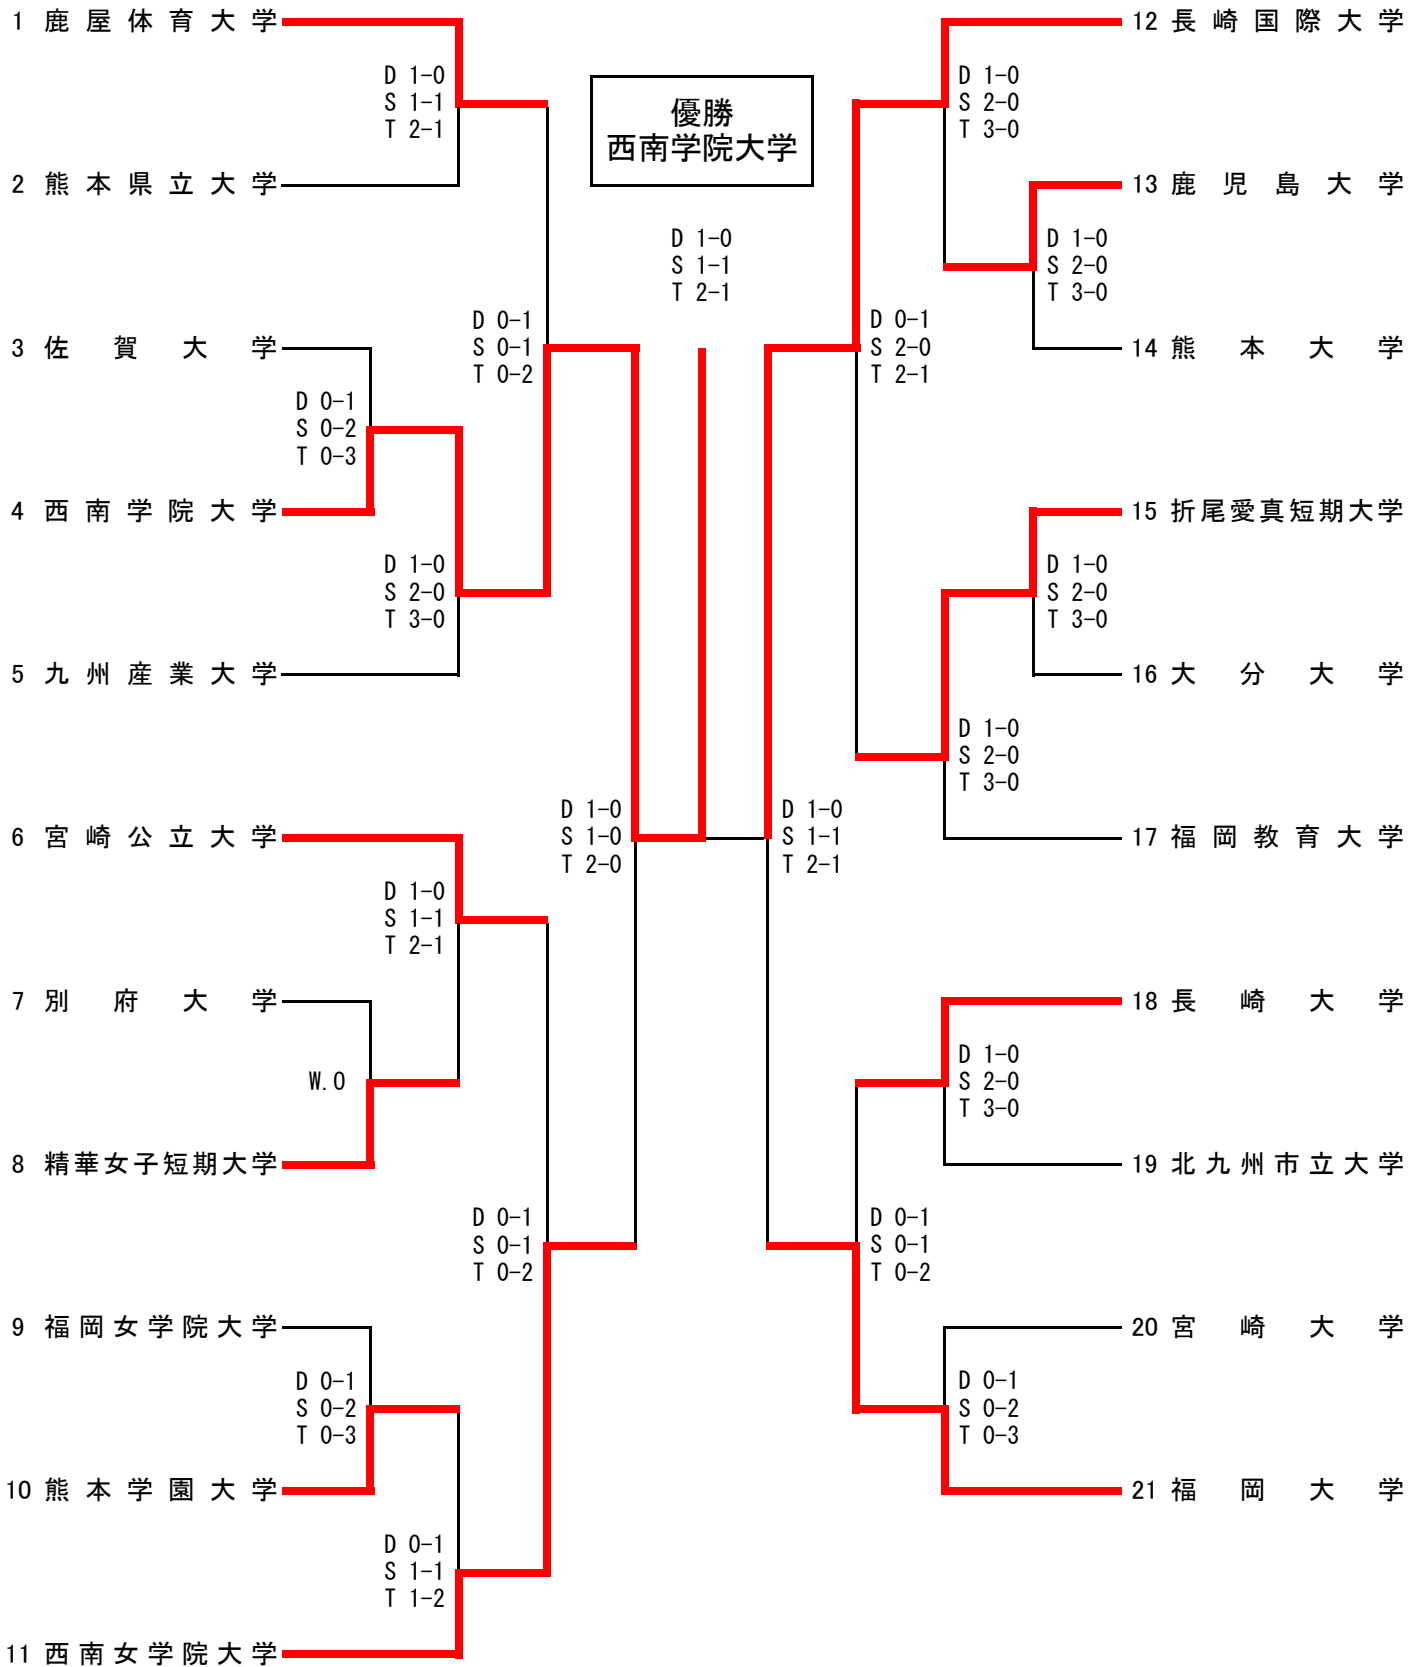 優勝
西南学院大学
D 1-0
S 1-1
T 2-1
1 鹿屋体育大学
D 1-0
S 1-1
T 2-1
2 熊本県立大学
D 0-1
S 0-1
T 0-2
3 佐賀大学
D 0-1
S 0-2
T 0-3
4 西南学院大学
D 1-0
S 2-0
T 3-0
5 九州産業大学
D 1-0
S 1-0
T 2-0
6 宮崎公立大学
D 1-0
S 1-1
T 2-1
7 別府大学
W.O
8 精華女子短期大学
D 0-1
S 0-1
T 0-2
9 福岡女学院大学
D 0-1
S 0-2
T 0-3
10 熊本学園大学
D 0-1
S 1-1
T 1-2
11 西南女学院大学
12 長崎国際大学
D 1-0
S 2-0
T 3-0
13 鹿児島大学
D 1-0
S 2-0
T 3-0
D 0-1
S 2-0
T 2-1
14 熊本大学
15 折尾愛真短期大学
D 1-0
S 2-0
T 3-0
16 大分大学
D 1-0
S 2-0
T 3-0
D 1-0
S 1-1
T 2-1
17 福岡教育大学
18 長崎大学
D 1-0
S 2-0
T 3-0
19 北九州市立大学
D 0-1
S 0-1
T 0-2
20 宮崎大学
D 0-1
S 0-2
T 0-3
21 福岡大学